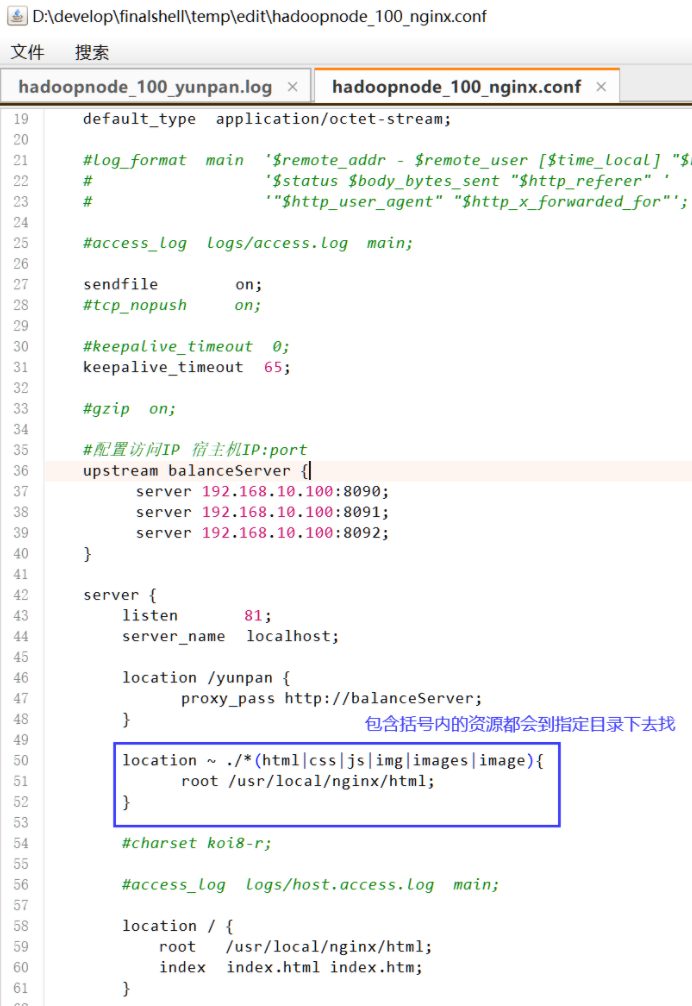 D:\develop\finalshell\temp\edit\hadoopnode_100_nginx.conf
文件 搜索
hadoopnode_100_yunpan.log × hadoopnode_100_nginx.conf ×
19 default_type application/octet-stream;
20
21 #log_format main '$remote_addr - $remote_user [$time_local] "$
22 # '$status $body_bytes_sent "$http_referer" '
23 # '"$http_user_agent" "$http_x_forwarded_for"';
24
25 #access_log logs/access.log main;
26
27 sendfile on;
28 #tcp_nopush on;
29
30 #keepalive_timeout 0;
31 keepalive_timeout 65;
32
33 #gzip on;
34
35 #配置访问IP 宿主机IP:port
36 upstream balanceServer {
37 server 192.168.10.100:8090;
38 server 192.168.10.100:8091;
39 server 192.168.10.100:8092;
40 }
41
42 server {
43 listen 81;
44 server_name localhost;
45
46 location /yunpan {
47 proxy_pass http://balanceServer;
48 }
包含括号内的资源都会到指定目录下去找
49
50 location ~ ./*(html|css|js|img|images|image){
51 root /usr/local/nginx/html;
52 }
53
54 #charset koi8-r;
55
56 #access_log logs/host.access.log main;
57
58 location / {
59 root /usr/local/nginx/html;
60 index index.html index.htm;
61 }